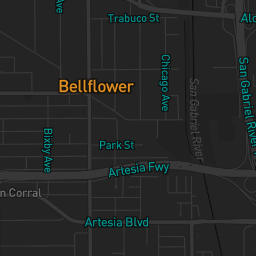 Trabuco St
Bellflower
Chicago Ave
San Gabriel River
San Gabriel River
Bixby Ave
Park St
Artesia Fwy
n Corral
Artesia Blvd